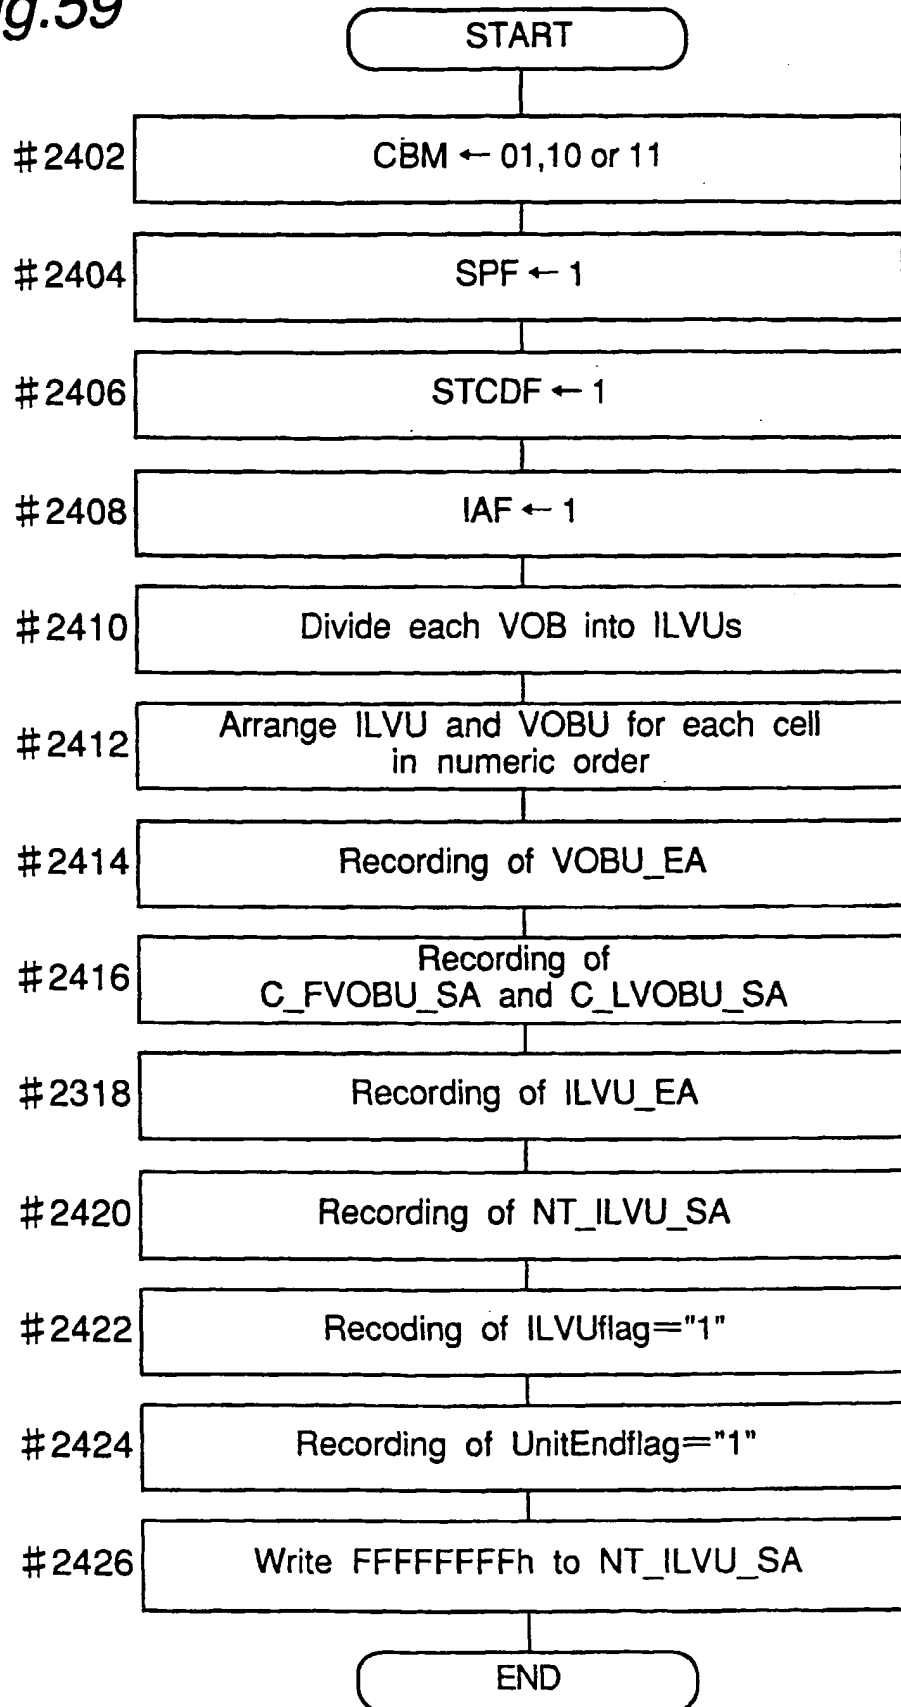 g.59
START
#2402 CBM ← 01,10 or 11
#2404 SPF ← 1
#2406 STCDF ← 1
#2408 IAF ← 1
#2410 Divide each VOB into ILVUs
#2412 Arrange ILVU and VOBU for each cell
in numeric order
#2414 Recording of VOBU_EA
#2416 Recording of
C_FVOBU_SA and C_LVOBU_SA
#2318 Recording of ILVU_EA
#2420 Recording of NT_ILVU_SA
#2422 Recoding of ILVUflag="1"
#2424 Recording of UnitEndflag="1"
#2426 Write FFFFFFFFh to NT_ILVU_SA
END